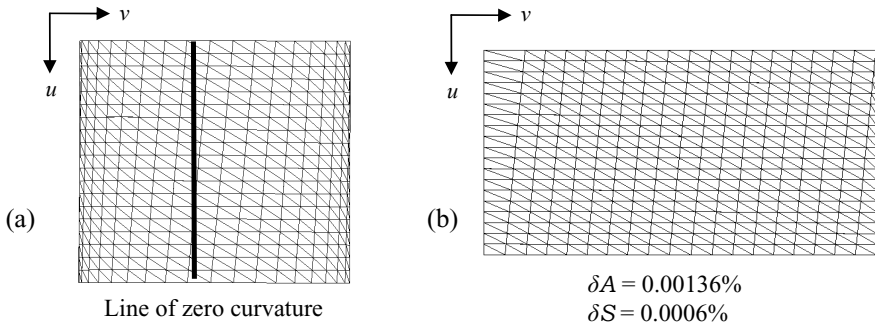 v
u
(a)
Line of zero curvature
v
u
(b)
δA = 0.00136%
δS = 0.0006%